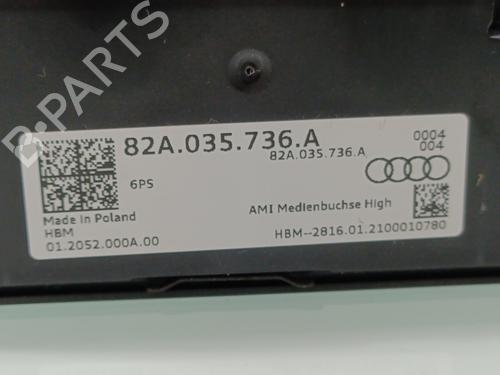 82A.035.736.A
82A.035.736.A
0004
004
6PS
Made in Poland
HBM
01.2052.000A.00
AMI Medienbuchse High
HBM--2816.01.2100010780
B-PARTS